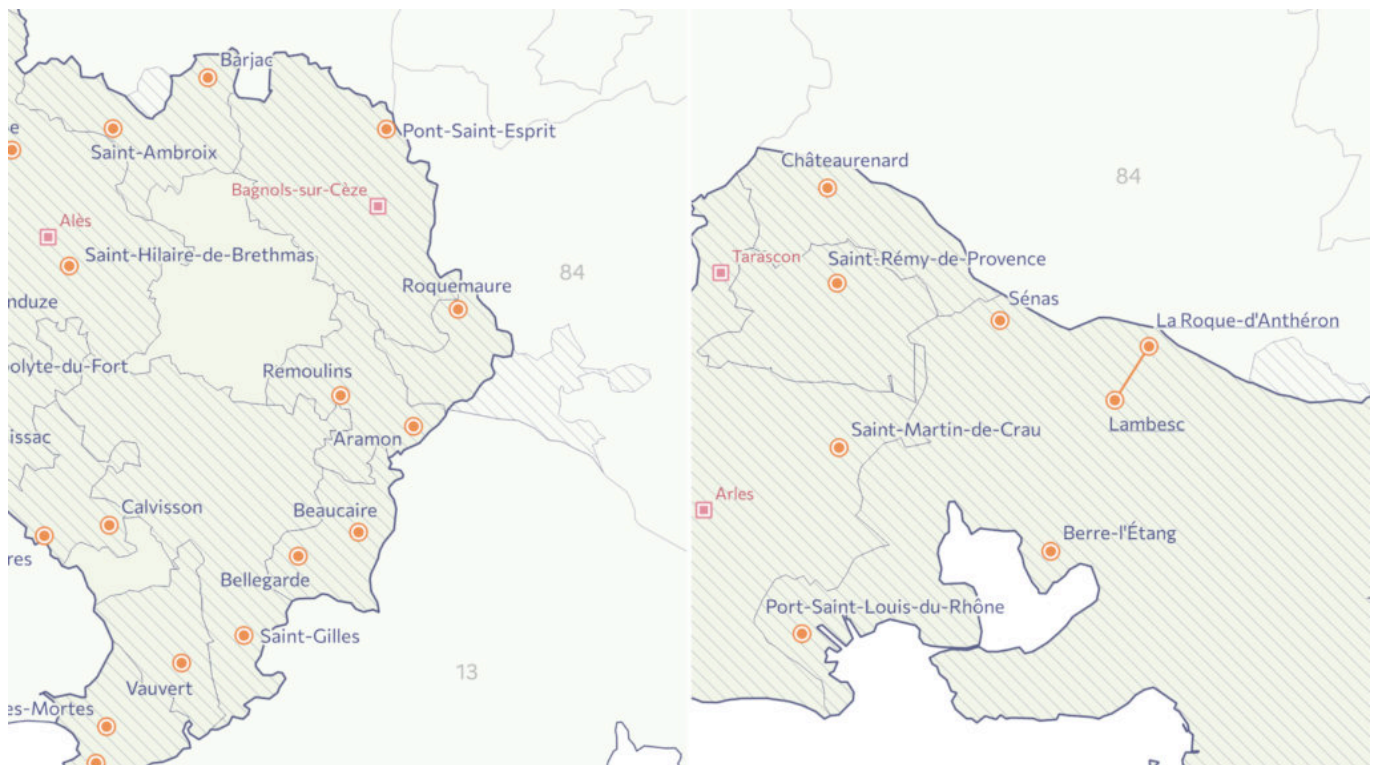 Barjac
Pont-Saint-Esprit
Saint-Ambroix
Bagnols-sur-Cèze
Alès
Saint-Hilaire-de-Brethmas
84
Roquemaure
nduze
olyte-du-Fort
Remoulins
Aramon
issac
Calvisson
Beaucaire
res
Bellegarde
Saint-Gilles
13
Vauvert
es-Mortes
Châteaurenard
84
Tarascon
Saint-Rémy-de-Provence
Sénas
La Roque-d'Anthéron
Lambesc
Saint-Martin-de-Crau
Arles
Berre-l'Étang
Port-Saint-Louis-du-Rhône